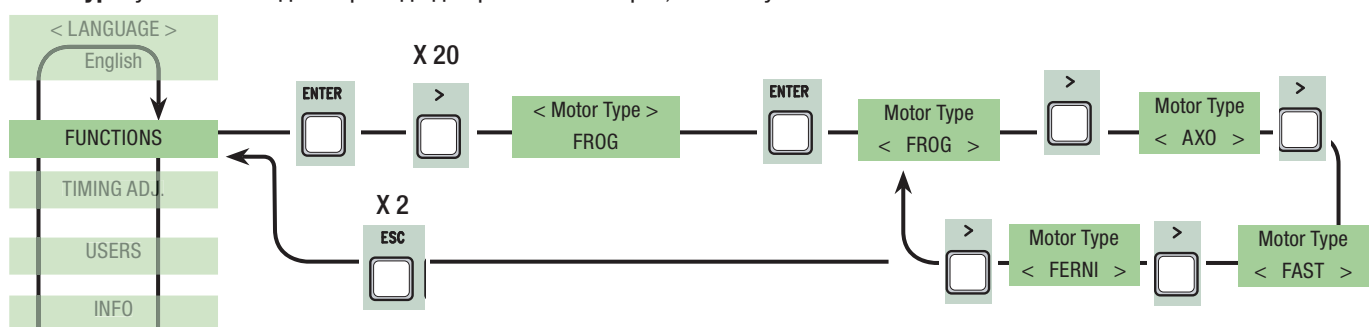 < LANGUAGE >
English
FUNCTIONS
TIMING ADJ.
USERS
INFO
ENTER
X 20
>
< Motor Type >
FROG
ENTER
Motor Type
< FROG >
>
Motor Type
< AXO >
>
X 2
ESC
>
Motor Type
< FERNI >
>
Motor Type
< FAST >